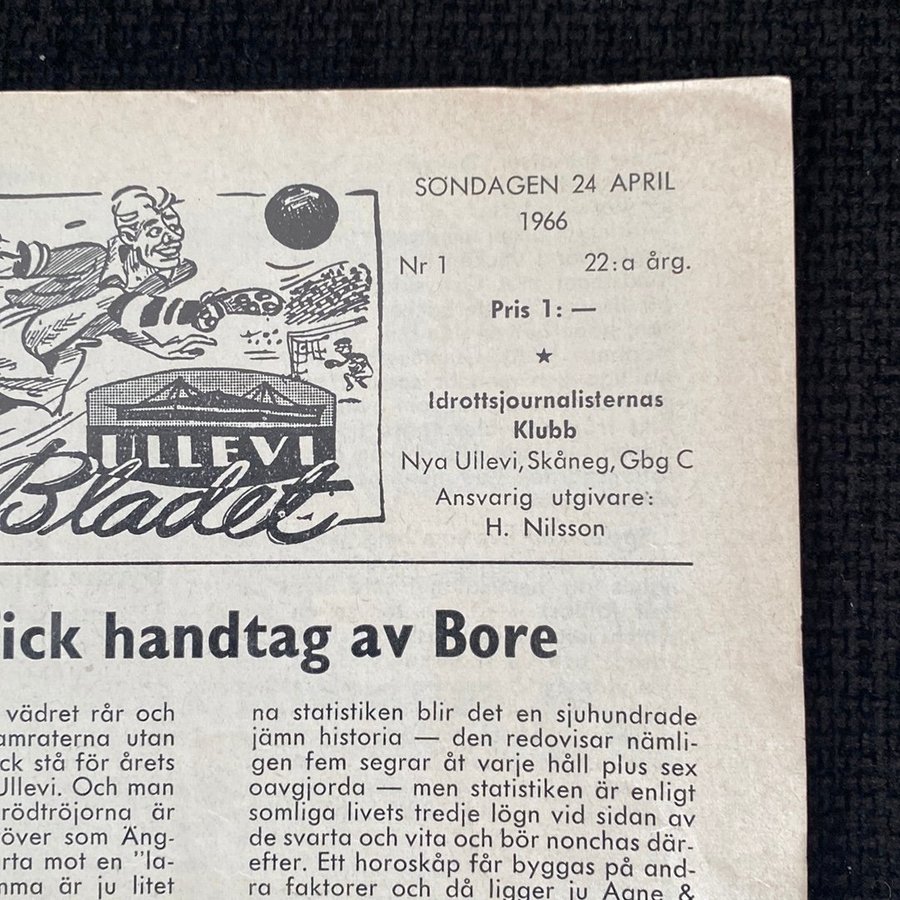 SÖNDAGEN 24 APRIL
1966
Nr 1 22:a årg.
Pris 1: —
★
Idrottsjournalisternas
Klubb
Nya Ullevi, Skåneg, Gbg C
Ansvarig utgivare:
H. Nilsson
ULLEVI
Bladet
ick handtag av Bore
vädret rår och
amraterna utan
ck stå för årets
Ullevi. Och man
rödtröjorna är
töver som Äng-
arta mot en "la-
mma är ju litet
na statistiken blir det en sjuhundrade
jämn historia — den redovisar nämli-
gen fem segrar åt varje håll plus sex
oavgjorda — men statistiken är enligt
somliga livets tredje lögn vid sidan av
de svarta och vita och bör nonchas där-
efter. Ett horoskåp får byggas på and-
ra faktorer och då ligger ju Agne &